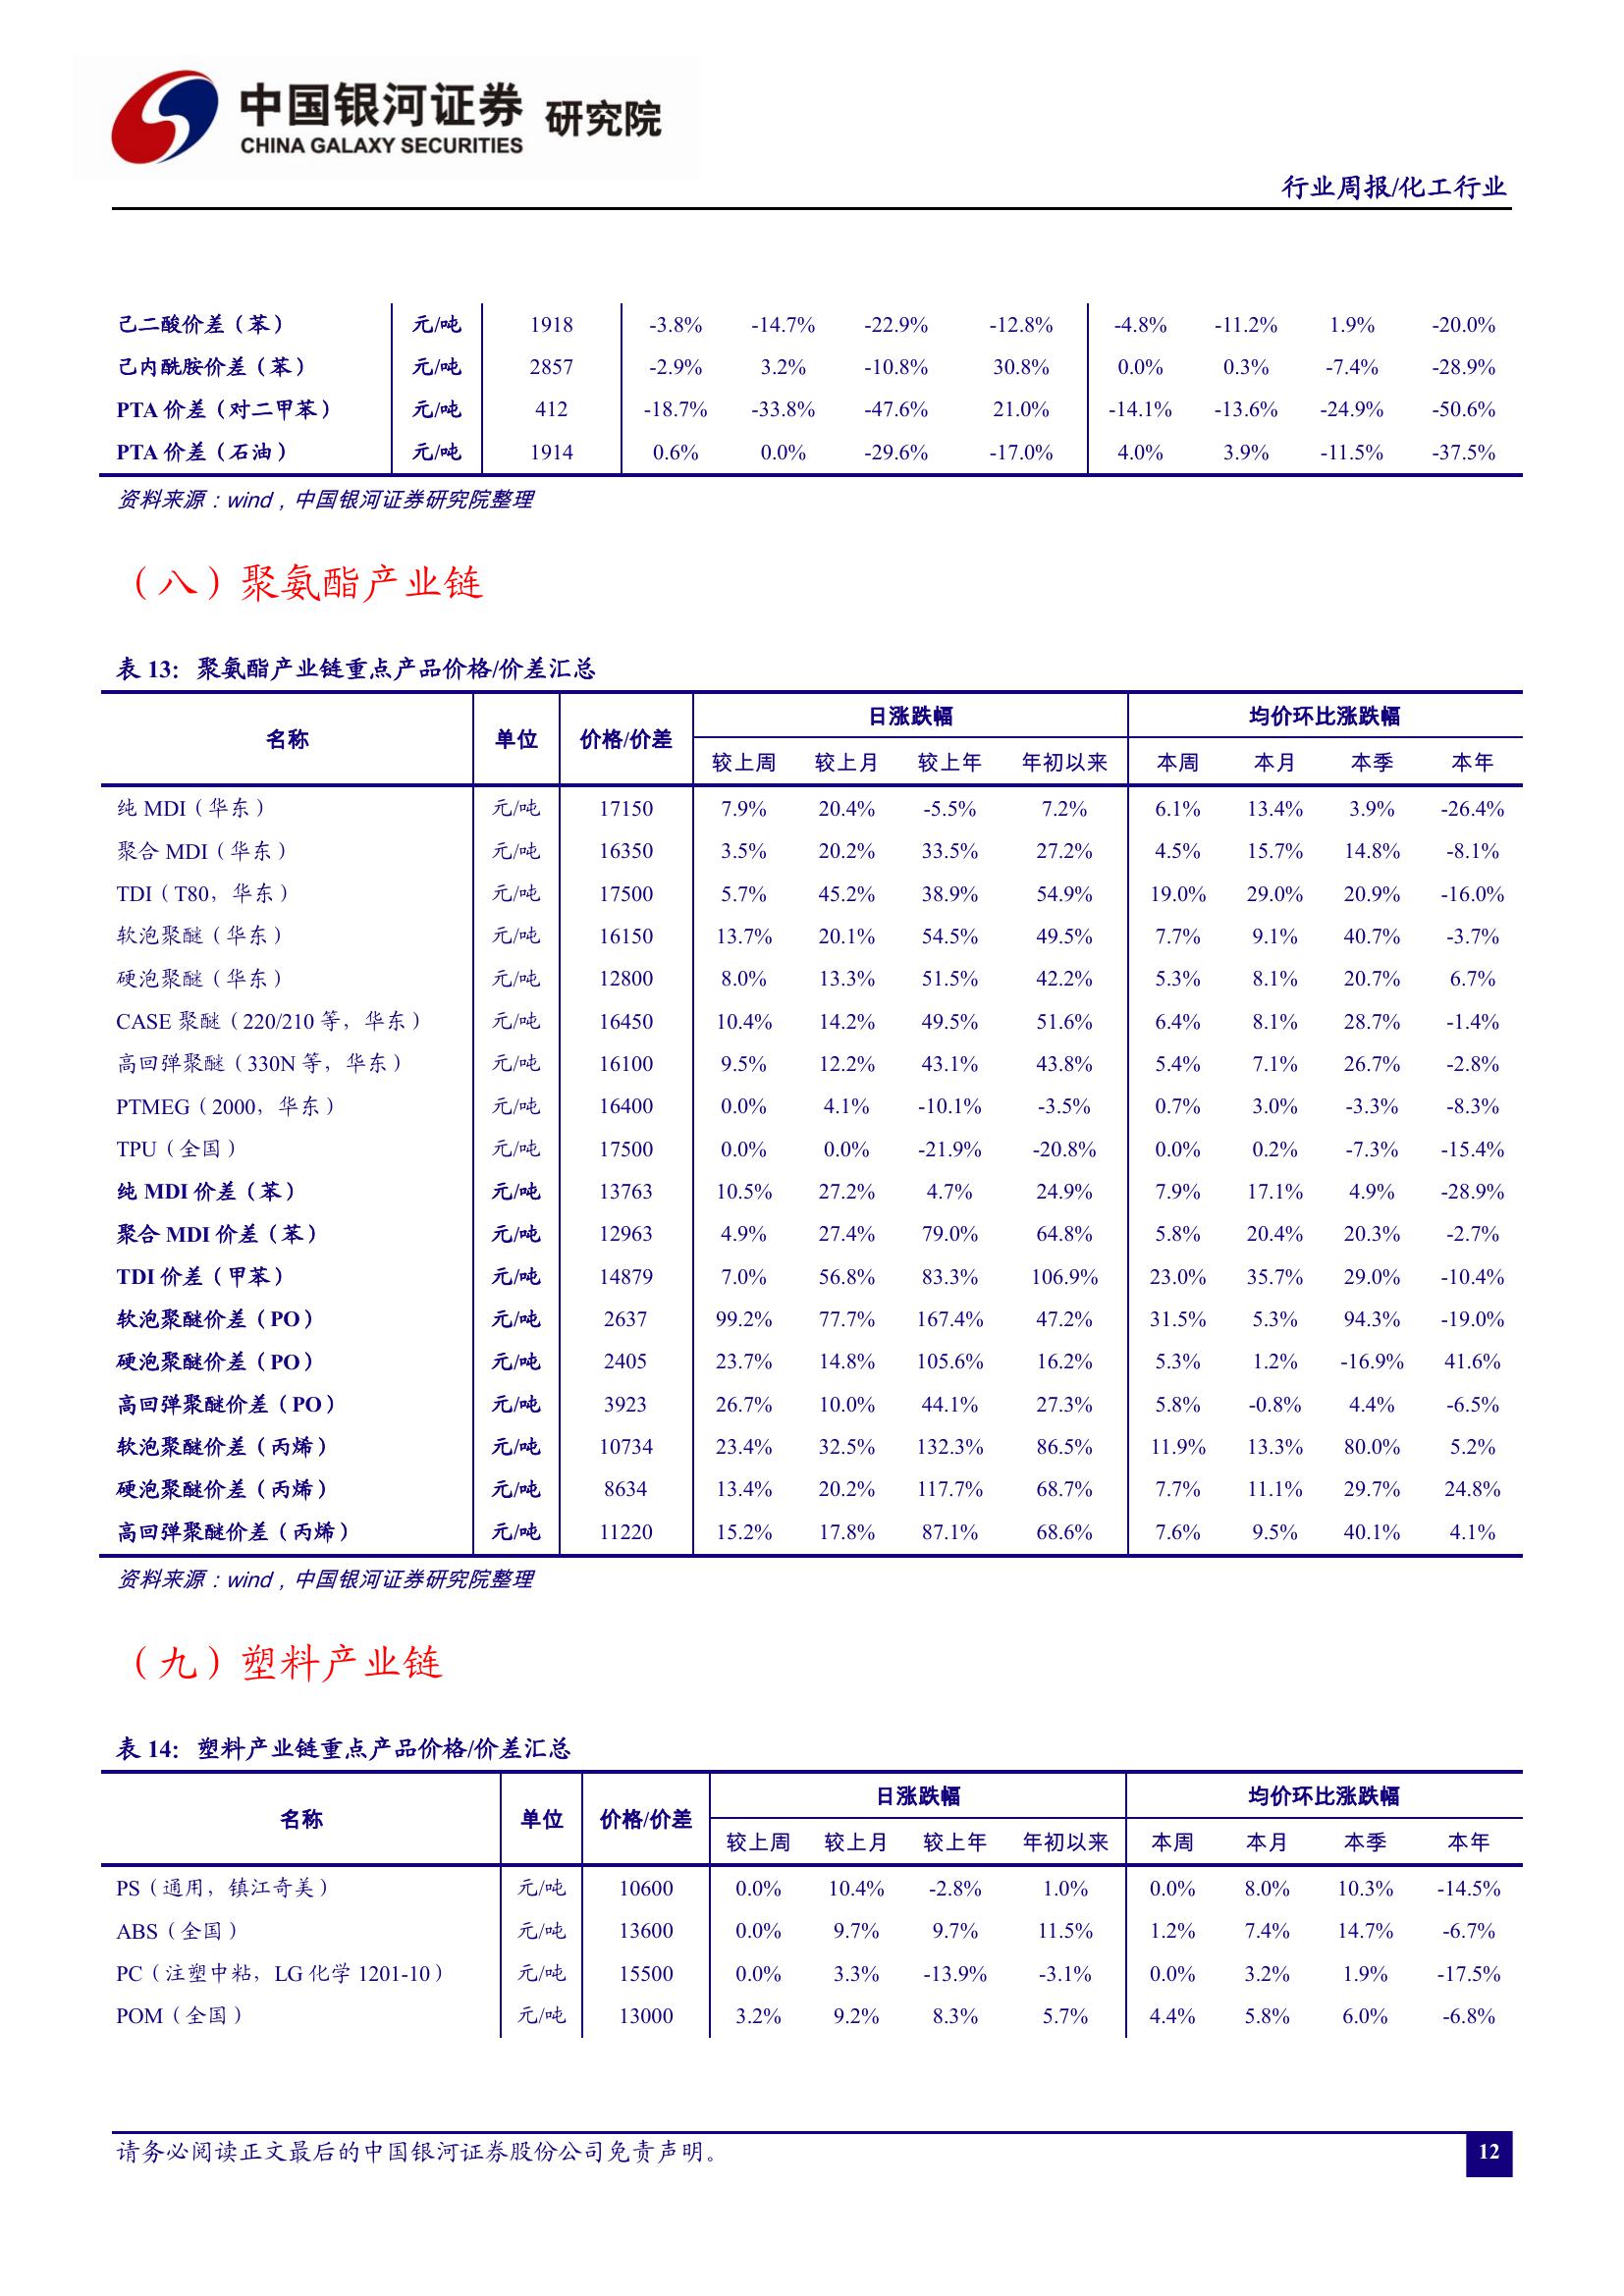 中国银河证券 研究院
CHINA GALAXY SECURITIES
行业周报/化工行业
己二酸价差（苯） 元/吨 1918 -3.8% -14.7% -22.9% -12.8% -4.8% -11.2% 1.9% -20.0%
己内酰胺价差（苯） 元/吨 2857 -2.9% 3.2% -10.8% 30.8% 0.0% 0.3% -7.4% -28.9%
PTA 价差（对二甲苯） 元/吨 412 -18.7% -33.8% -47.6% 21.0% -14.1% -13.6% -24.9% -50.6%
PTA 价差（石油） 元/吨 1914 0.6% 0.0% -29.6% -17.0% 4.0% 3.9% -11.5% -37.5%
资料来源：wind，中国银河证券研究院整理
（八）聚氨酯产业链
表 13：聚氨酯产业链重点产品价格/价差汇总
名称 单位 价格/价差 日涨跌幅 均价环比涨跌幅
较上周 较上月 较上年 年初以来 本周 本月 本季 本年
纯 MDI（华东） 元/吨 17150 7.9% 20.4% -5.5% 7.2% 6.1% 13.4% 3.9% -26.4%
聚合 MDI（华东） 元/吨 16350 3.5% 20.2% 33.5% 27.2% 4.5% 15.7% 14.8% -8.1%
TDI（T80，华东） 元/吨 17500 5.7% 45.2% 38.9% 54.9% 19.0% 29.0% 20.9% -16.0%
软泡聚醚（华东） 元/吨 16150 13.7% 20.1% 54.5% 49.5% 7.7% 9.1% 40.7% -3.7%
硬泡聚醚（华东） 元/吨 12800 8.0% 13.3% 51.5% 42.2% 5.3% 8.1% 20.7% 6.7%
CASE 聚醚（220/210 等，华东） 元/吨 16450 10.4% 14.2% 49.5% 51.6% 6.4% 8.1% 28.7% -1.4%
高回弹聚醚（330N 等，华东） 元/吨 16100 9.5% 12.2% 43.1% 43.8% 5.4% 7.1% 26.7% -2.8%
PTMEG（2000，华东） 元/吨 16400 0.0% 4.1% -10.1% -3.5% 0.7% 3.0% -3.3% -8.3%
TPU（全国） 元/吨 17500 0.0% 0.0% -21.9% -20.8% 0.0% 0.2% -7.3% -15.4%
纯 MDI 价差（苯） 元/吨 13763 10.5% 27.2% 4.7% 24.9% 7.9% 17.1% 4.9% -28.9%
聚合 MDI 价差（苯） 元/吨 12963 4.9% 27.4% 79.0% 64.8% 5.8% 20.4% 20.3% -2.7%
TDI 价差（甲苯） 元/吨 14879 7.0% 56.8% 83.3% 106.9% 23.0% 35.7% 29.0% -10.4%
软泡聚醚价差（PO） 元/吨 2637 99.2% 77.7% 167.4% 47.2% 31.5% 5.3% 94.3% -19.0%
硬泡聚醚价差（PO） 元/吨 2405 23.7% 14.8% 105.6% 16.2% 5.3% 1.2% -16.9% 41.6%
高回弹聚醚价差（PO） 元/吨 3923 26.7% 10.0% 44.1% 27.3% 5.8% -0.8% 4.4% -6.5%
软泡聚醚价差（丙烯） 元/吨 10734 23.4% 32.5% 132.3% 86.5% 11.9% 13.3% 80.0% 5.2%
硬泡聚醚价差（丙烯） 元/吨 8634 13.4% 20.2% 117.7% 68.7% 7.7% 11.1% 29.7% 24.8%
高回弹聚醚价差（丙烯） 元/吨 11220 15.2% 17.8% 87.1% 68.6% 7.6% 9.5% 40.1% 4.1%
资料来源：wind，中国银河证券研究院整理
（九）塑料产业链
表 14：塑料产业链重点产品价格/价差汇总
名称 单位 价格/价差 日涨跌幅 均价环比涨跌幅
较上周 较上月 较上年 年初以来 本周 本月 本季 本年
PS（通用，镇江奇美） 元/吨 10600 0.0% 10.4% -2.8% 1.0% 0.0% 8.0% 10.3% -14.5%
ABS（全国） 元/吨 13600 0.0% 9.7% 9.7% 11.5% 1.2% 7.4% 14.7% -6.7%
PC（注塑中粘，LG 化学 1201-10） 元/吨 15500 0.0% 3.3% -13.9% -3.1% 0.0% 3.2% 1.9% -17.5%
POM（全国） 元/吨 13000 3.2% 9.2% 8.3% 5.7% 4.4% 5.8% 6.0% -6.8%
请务必阅读正文最后的中国银河证券股份公司免责声明。 12